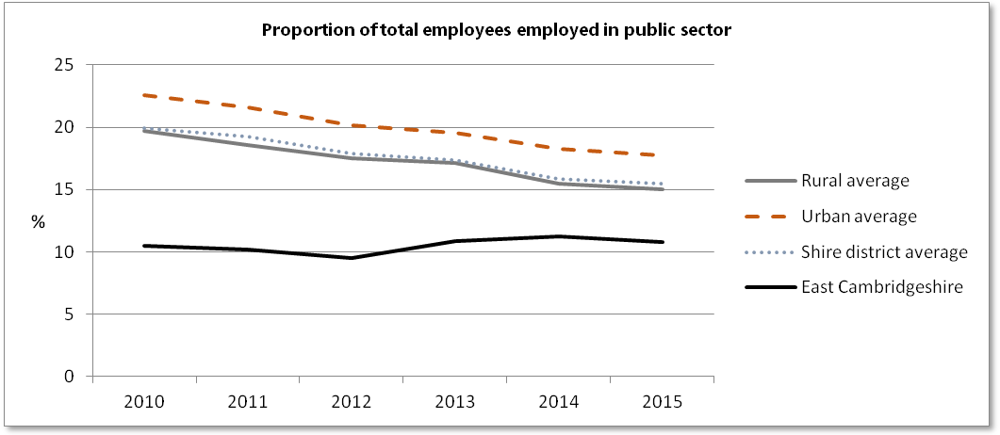 Proportion of total employees employed in public sector
25
20
15
10
5
0
%
2010 2011 2012 2013 2014 2015
Rural average
Urban average
Shire district average
East Cambridgeshire